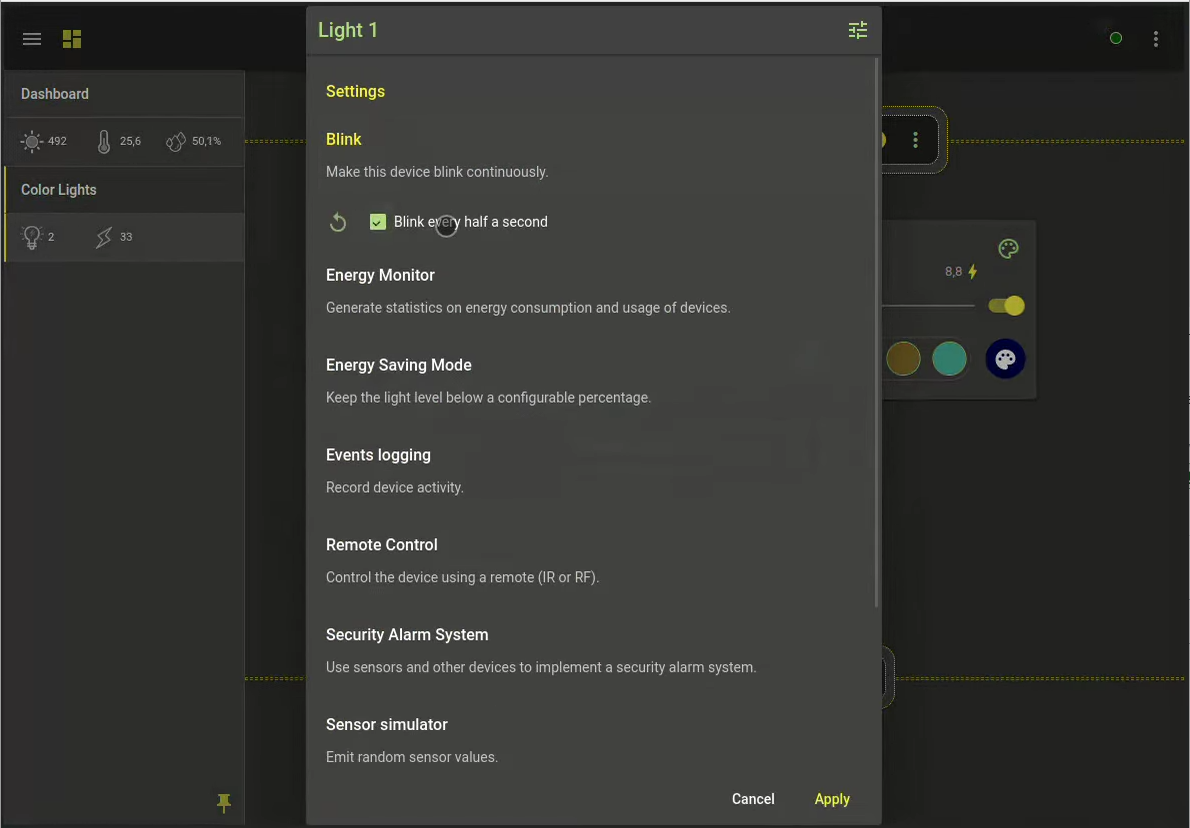 Light 1
Dashboard
492 25,6 50,1%
Color Lights
2 33
Settings
Blink
Make this device blink continuously.
Blink every half a second
Energy Monitor
Generate statistics on energy consumption and usage of devices.
Energy Saving Mode
Keep the light level below a configurable percentage.
Events logging
Record device activity.
Remote Control
Control the device using a remote (IR or RF).
Security Alarm System
Use sensors and other devices to implement a security alarm system.
Sensor simulator
Emit random sensor values.
Cancel Apply
8,8